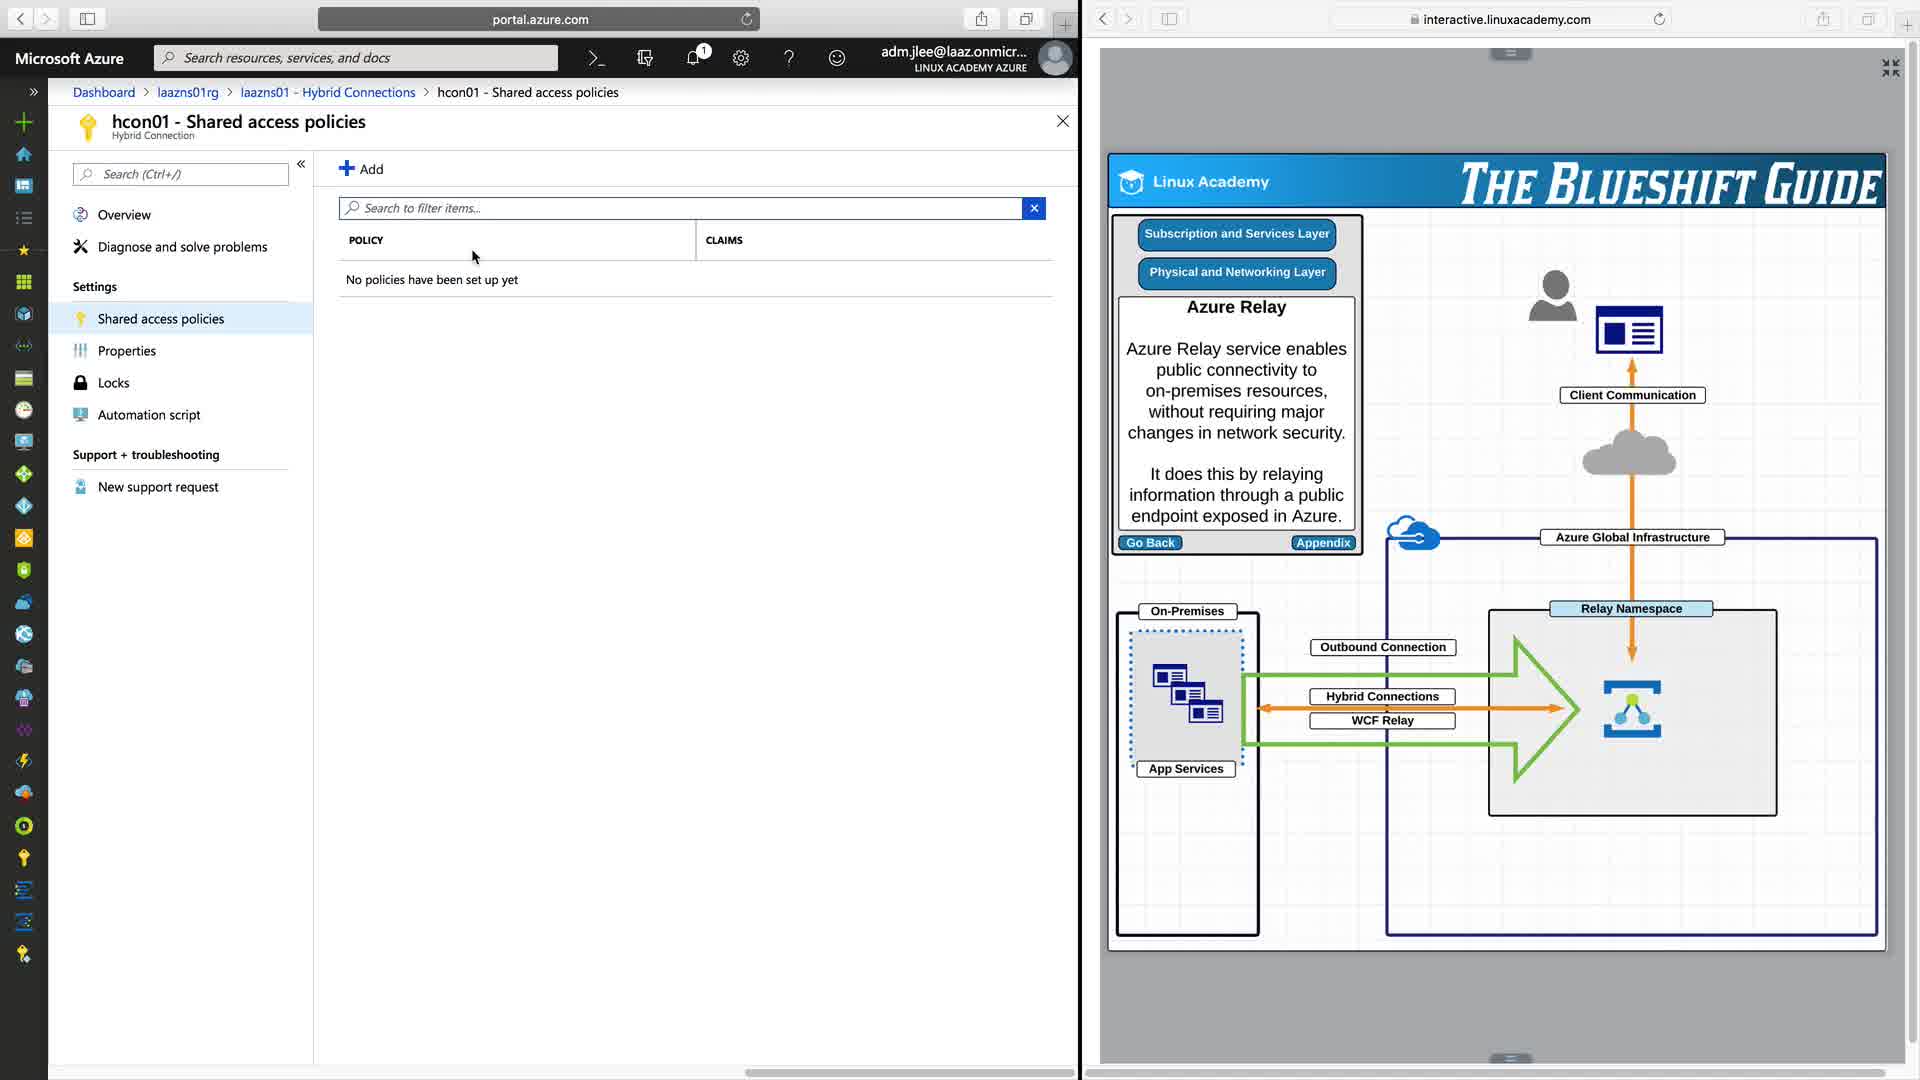 portal.azure.com
Microsoft Azure
Search resources, services, and docs
1
adm.jlee@laaz.onmicr...
LINUX ACADEMY AZURE
Dashboard > laazns01rg > laazns01 - Hybrid Connections > hcon01 - Shared access policies
hcon01 - Shared access policies
Hybrid Connection
Search (Ctrl+/)
Overview
Diagnose and solve problems
Settings
Shared access policies
Properties
Locks
Automation script
Support + troubleshooting
New support request
Add
Search to filter items...
POLICY
CLAIMS
No policies have been set up yet
interactive.linuxacademy.com
Linux Academy
THE BLUESHIFT GUIDE
Subscription and Services Layer
Physical and Networking Layer
Azure Relay
Azure Relay service enables
public connectivity to
on-premises resources,
without requiring major
changes in network security.
It does this by relaying
information through a public
endpoint exposed in Azure.
Go Back
Appendix
Client Communication
Azure Global Infrastructure
On-Premises
Relay Namespace
Outbound Connection
Hybrid Connections
WCF Relay
App Services